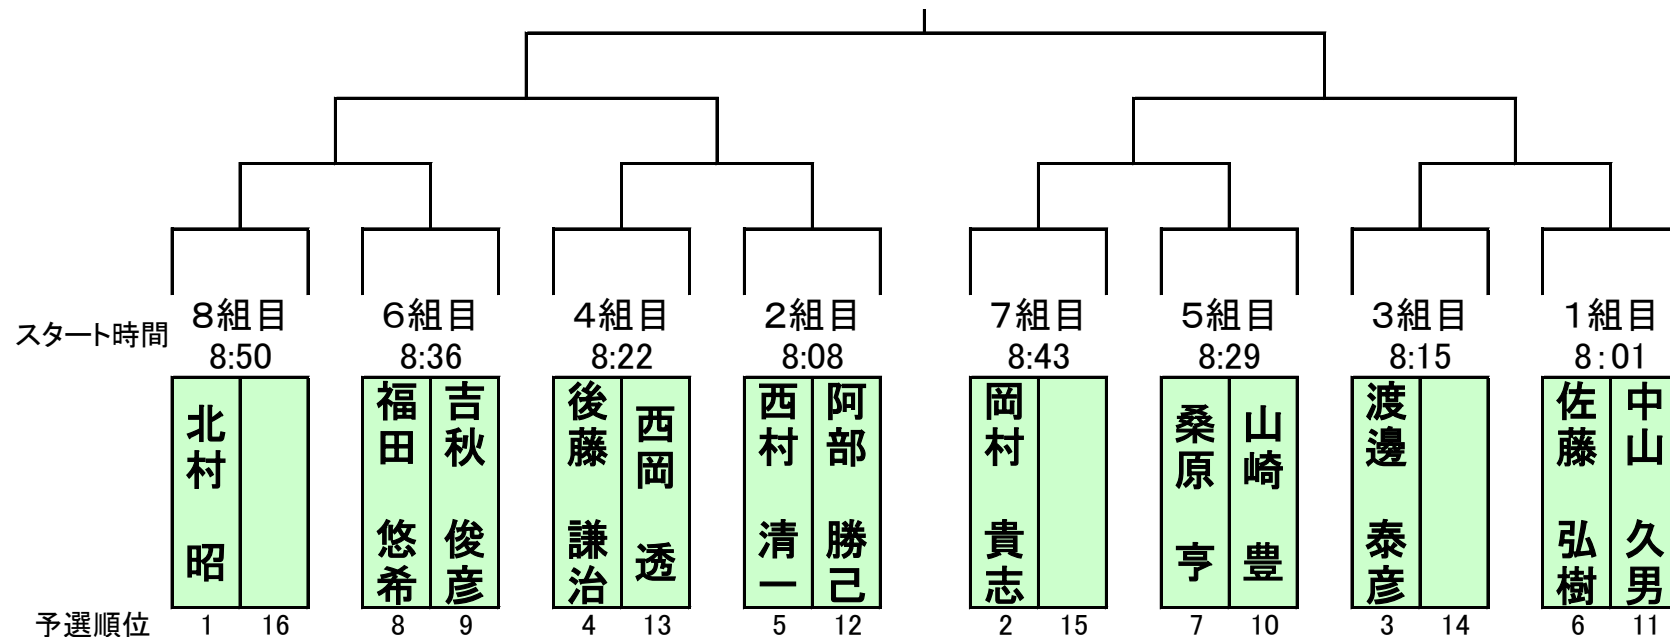 8組目 6組目 4組目 2組目 7組目 5組目 3組目 1組目
スタート時間
8:50 8:36 8:22 8:08 8:43 8:29 8:15 8:01
北村 昭
福田 悠希
吉秋 俊彦
後藤 謙治
西岡 透
西村 清一
阿部 勝己
岡村 貴志
桑原 亨
山崎 豊
渡邊 泰彦
佐藤 弘樹
中山 久男
予選順位 1 16 8 9 4 13 5 12 2 15 7 10 3 14 6 11